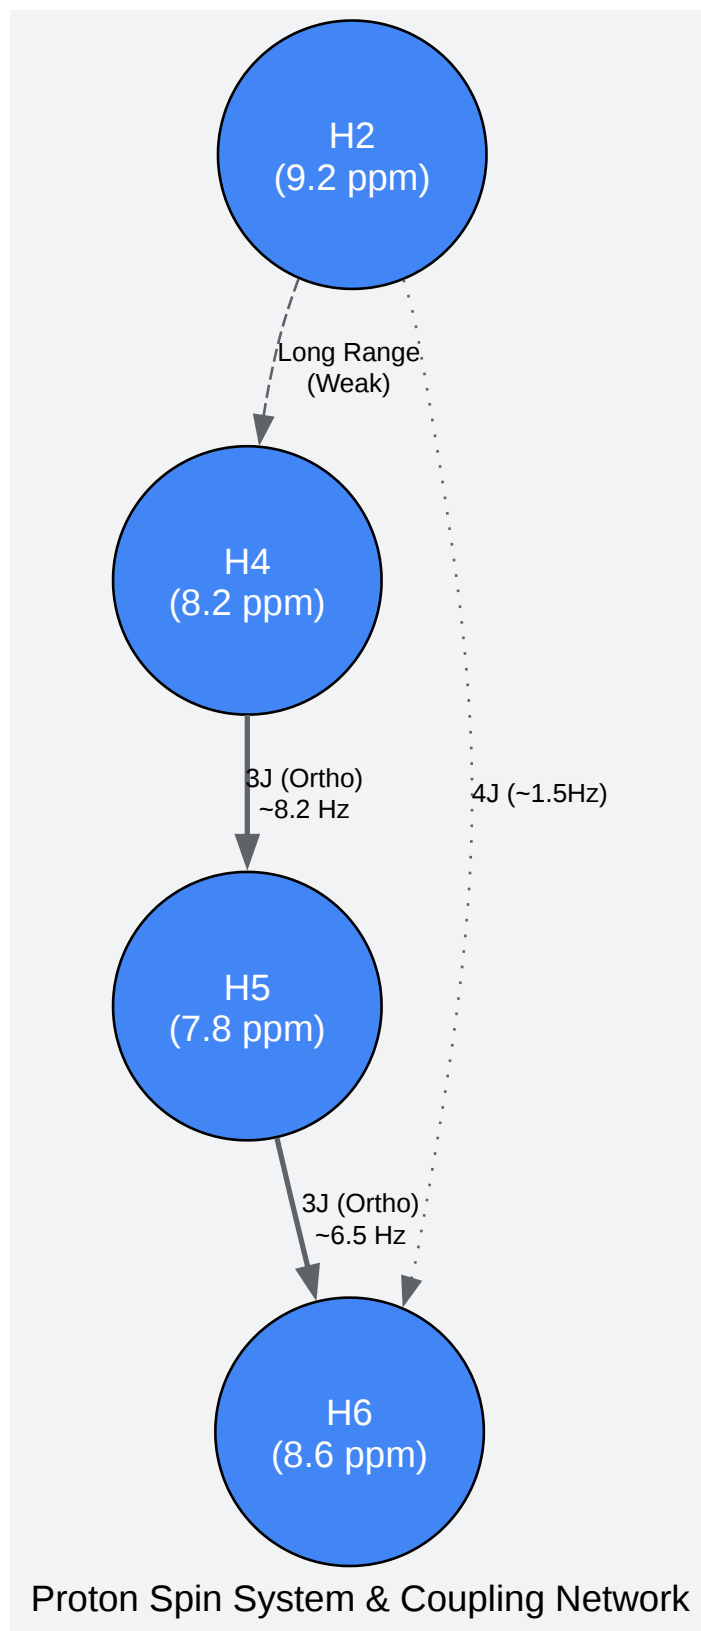 H2
(9.2 ppm)
Long Range
(Weak)
H4
(8.2 ppm)
3J (Ortho)
~8.2 Hz
4J (~1.5Hz)
H5
(7.8 ppm)
3J (Ortho)
~6.5 Hz
H6
(8.6 ppm)
Proton Spin System & Coupling Network